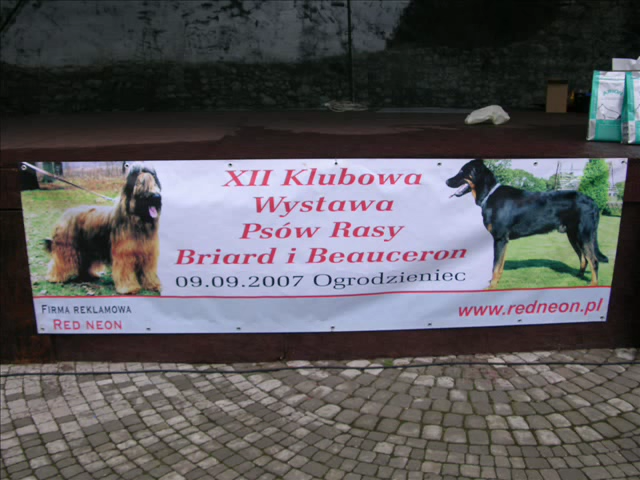 XII Klubowa
Wystawa
Psów Rasy
Briard i Beauceron
09.09.2007 Ogrodzieniec
FIRMA REKLAMOWA
RED NEON
www.redneon.pl